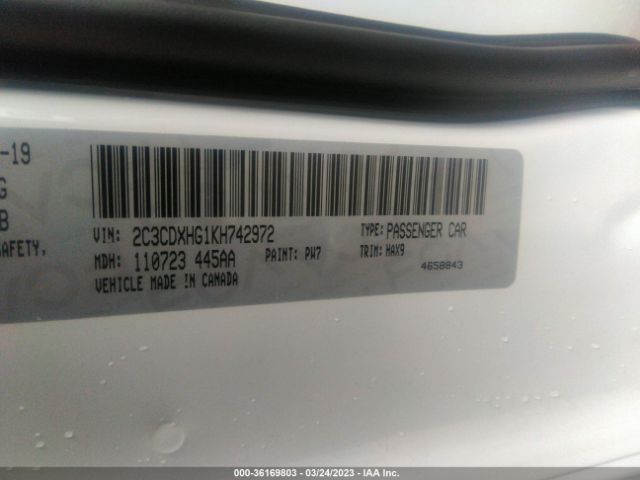 -19
G
B
SAFETY,
VIN: 2C3CDXHG1KH742972 TYPE: PASSENGER CAR
MDH: 110723 445AA PAINT: PW7 TRIM: HAX9
VEHICLE MADE IN CANADA 4658843
000-36169803 - 03/24/2023 - IAA Inc.